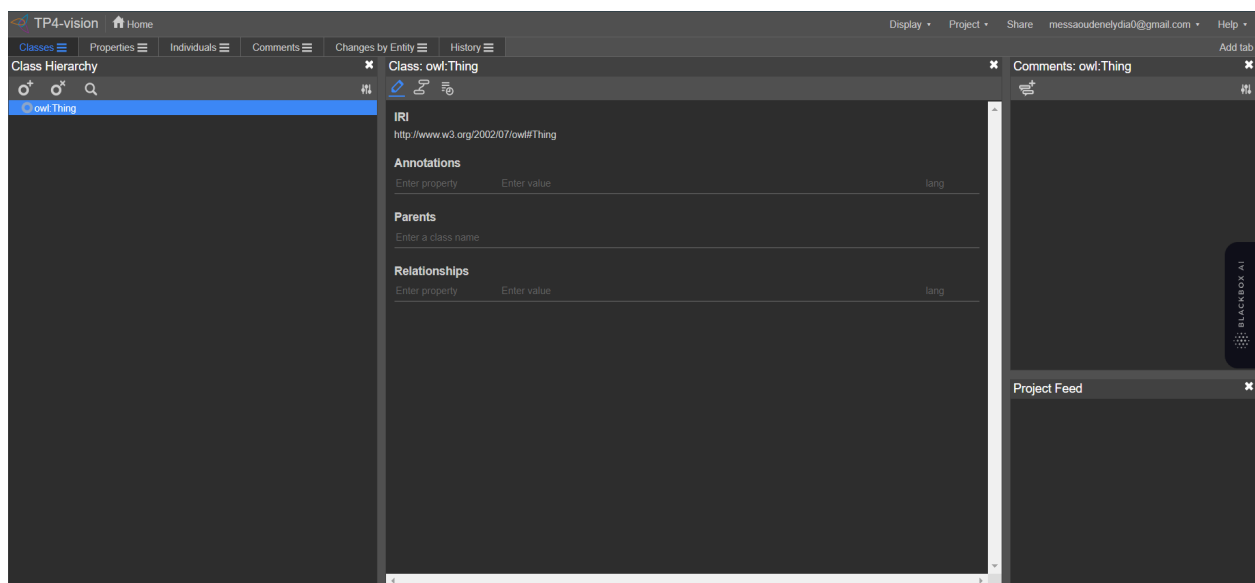 TP4-vision Home Display Project Share messaoudenelydia0@gmail.com Help
Classes Properties Individuals Comments Changes by Entity History Add tab
Class Hierarchy
owl:Thing
Class: owl:Thing
IRI
http://www.w3.org/2002/07/owl#Thing
Annotations
Enter property Enter value lang
Parents
Enter a class name
Relationships
Enter property Enter value lang
Comments: owl:Thing
BLACKBOX AI
Project Feed